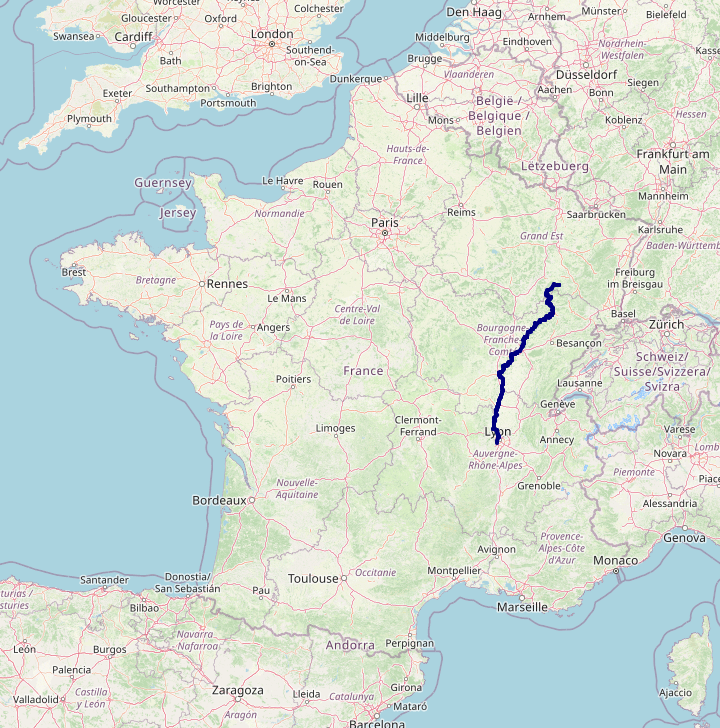 Worcester
Colchester
Den Haag
Arnhem
Münster
Bielefeld
Gloucester
Oxford
Swansea
Cardiff
London
Middelburg
Eindhoven
Nordrhein-
Westfalen
Bath
Southend-
on-Sea
Brugge
Düsseldorf
Exeter
Southampton
Brighton
Dunkerque
Vlaanderen
Aachen
Siegen
Portsmouth
Lille
België /
Belgique /
Belgien
Bonn
Plymouth
Mons
Koblenz
Hessen
Hauts-de-
France
Lëtzebuerg
Frankfurt am
Main
Guernsey
Le Havre
Rouen
Mannheim
Jersey
Normandie
Reims
Saarbrücken
Paris
Karlsruhe
Grand Est
Brest
Bretagne
Rennes
Freiburg
im Breisgau
Le Mans
Centre-Val
de Loire
Basel
Pays de
la Loire
Angers
Bourgogne
Franche
Besançon
Zürich
Poitiers
France
Lausanne
Schweiz/
Suisse/Svizzera/
Svizra
Genève
Limoges
Clermont-
Ferrand
Lyon
Annecy
Varese
Auvergne-
Rhône-Alpes
Novara
Piemonte
Nouvelle-
Aquitaine
Grenoble
Bordeaux
Alessandria
Genova
Provence-
Alpes-Côte
d'Azur
Avignon
Monaco
Santander
Donostia/
San Sebastián
Toulouse
Occitanie
Montpellier
Bilbao
Pau
Marseille
León
Burgos
Navarra
Nafarroa
Andorra
Perpignan
Palencia
Zaragoza
Lleida
Catalunya
Girona
Ajaccio
Valladolid
Castilla
y León
Aragón
Mataró
Barcelona